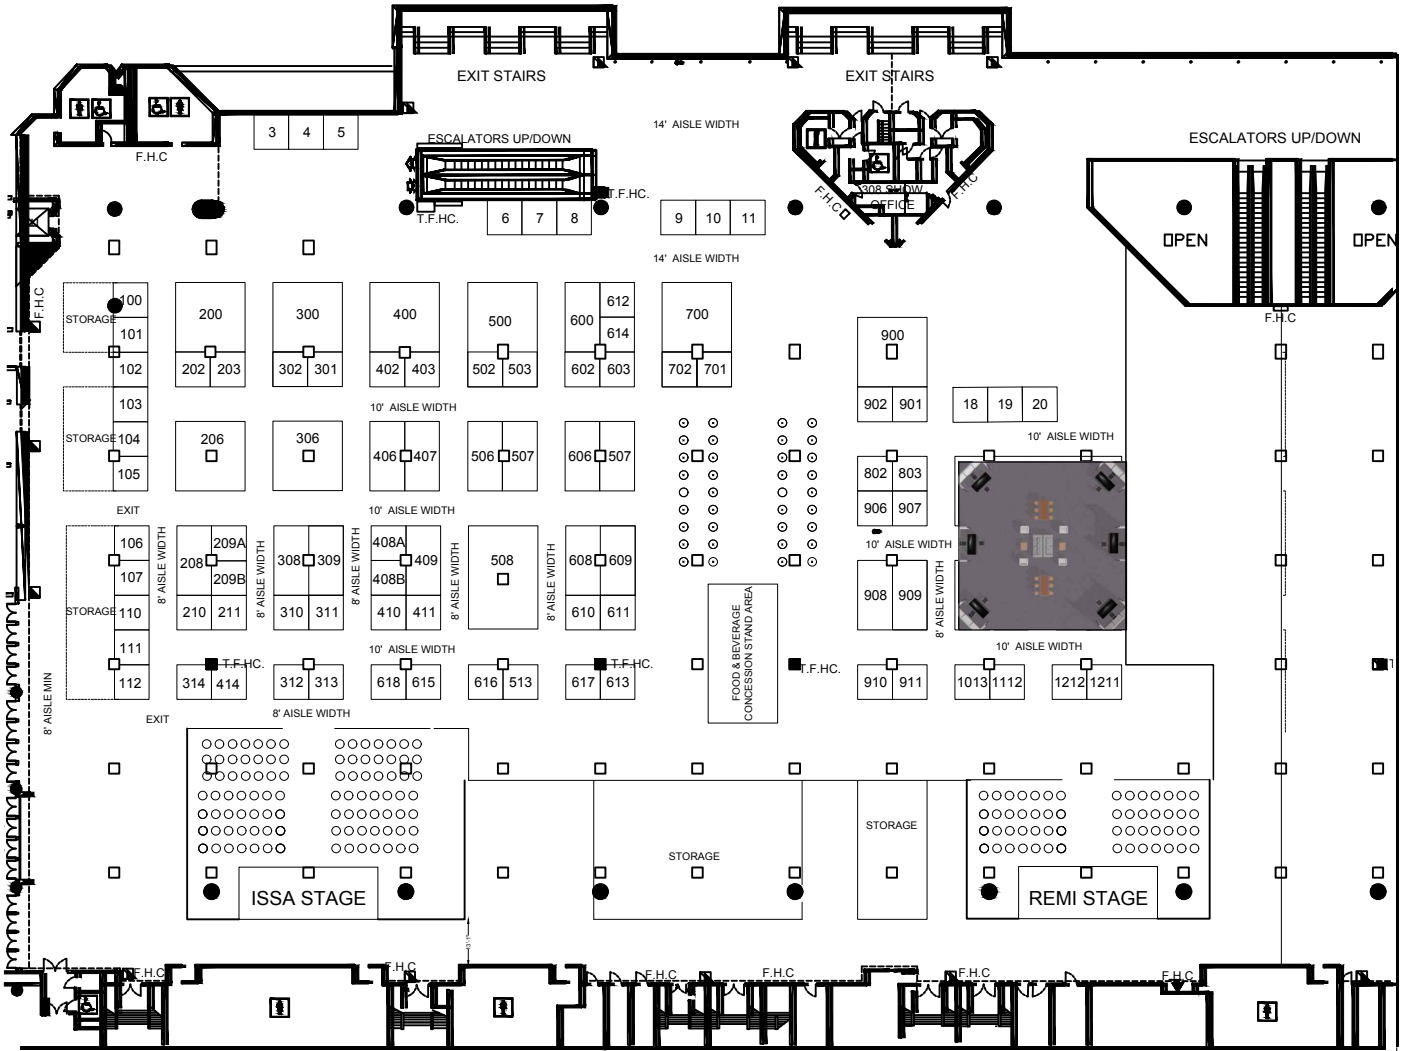 EXIT STAIRS
EXIT STAIRS
14' AISLE WIDTH
3 4 5
ESCALATORS UP/DOWN
ESCALATORS UP/DOWN
F.H.C
308 SHOW
OFFICE
F.H.C
F.H.C
T.F.HC.
T.F.HC.
6 7 8
9 10 11
OPEN
OPEN
14' AISLE WIDTH
F.H.C
F.H.C
STORAGE
100
101
102
200
202 203
300
302 301
400
402 403
500
502 503
600
612
614
602 603
700
702 701
900
902 901
18 19 20
10' AISLE WIDTH
10' AISLE WIDTH
STORAGE
103
104
105
206
306
406 407
506 507
606 507
802 803
906 907
EXIT
10' AISLE WIDTH
10' AISLE WIDTH
STORAGE
106
107
110
111
112
8' AISLE WIDTH
208
209A
209B
210 211
8' AISLE WIDTH
308 309
310 311
8' AISLE WIDTH
408A
408B
409
410 411
8' AISLE WIDTH
508
8' AISLE WIDTH
608 609
610 611
908 909
8' AISLE WIDTH
FOOD & BEVERAGE
CONCESSION STAND AREA
10' AISLE WIDTH
10' AISLE WIDTH
T.F.HC.
T.F.HC.
T.F.HC.
314 414
312 313
618 615
616 513
617 613
910 911
1013 1112
1212 1211
8' AISLE MIN
EXIT
8' AISLE WIDTH
STORAGE
STORAGE
ISSA STAGE
REMI STAGE
F.H.C
F.H.C
F.H.C
F.H.C
F.H.C
F.H.C